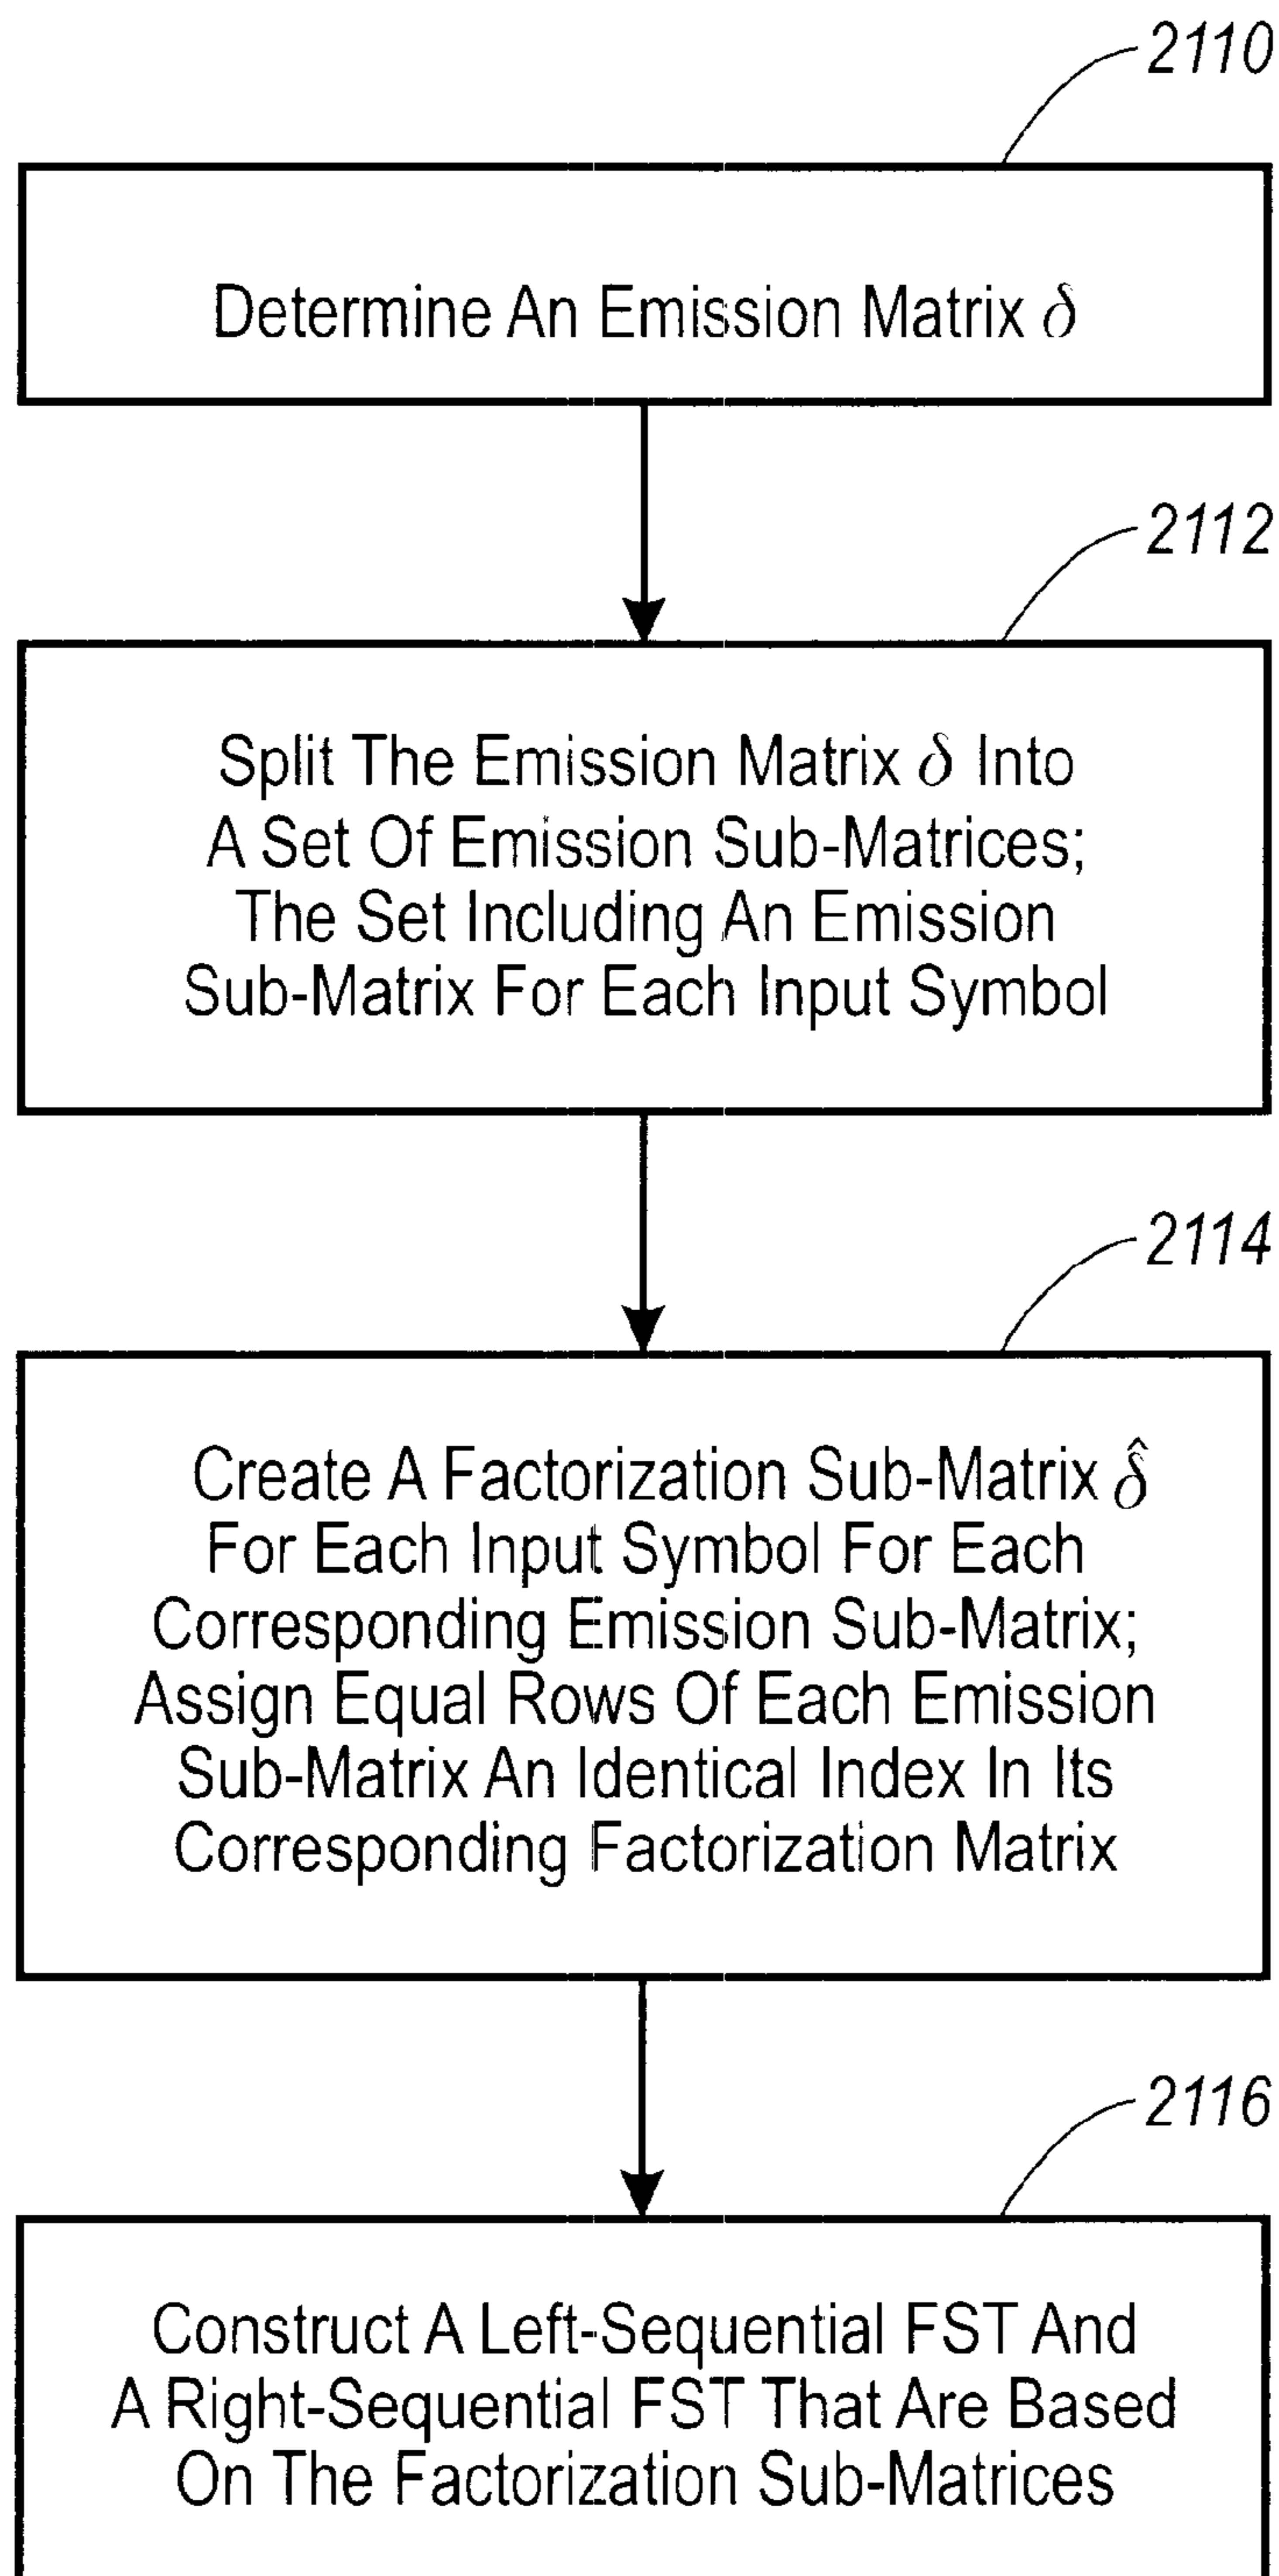 2110
Determine An Emission Matrix δ
2112
Split The Emission Matrix δ Into
A Set Of Emission Sub-Matrices;
The Set Including An Emission
Sub-Matrix For Each Input Symbol
2114
Create A Factorization Sub-Matrix δ̂
For Each Input Symbol For Each
Corresponding Emission Sub-Matrix;
Assign Equal Rows Of Each Emission
Sub-Matrix An Identical Index In Its
Corresponding Factorization Matrix
2116
Construct A Left-Sequential FST And
A Right-Sequential FST That Are Based
On The Factorization Sub-Matrices